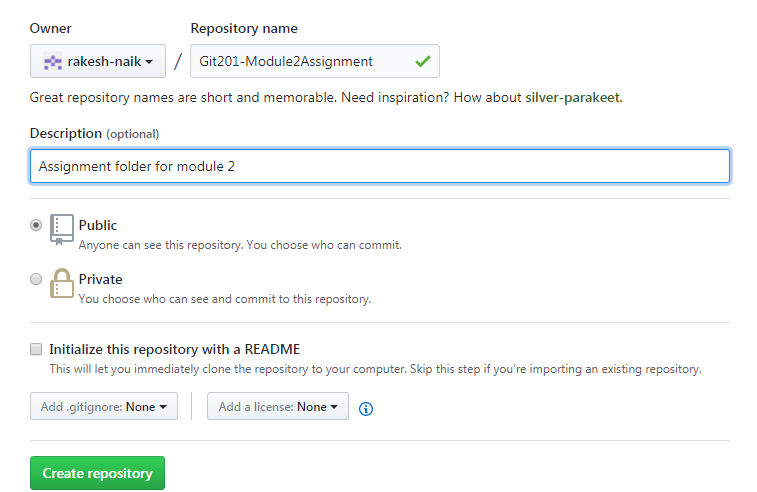 Owner Repository name
rakesh-naik / Git201-Module2Assignment
Great repository names are short and memorable. Need inspiration? How about silver-parakeet.
Description (optional)
Assignment folder for module 2
Public
Anyone can see this repository. You choose who can commit.
Private
You choose who can see and commit to this repository.
Initialize this repository with a README
This will let you immediately clone the repository to your computer. Skip this step if you're importing an existing repository.
Add .gitignore: None Add a license: None
Create repository